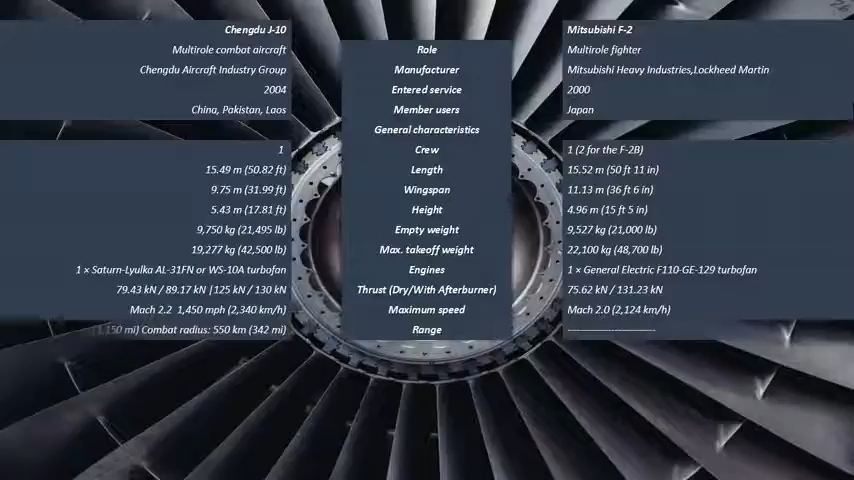 Chengdu J-10 Mitsubishi F-2
Multirole combat aircraft Role Multirole fighter
Chengdu Aircraft Industry Group Manufacturer Mitsubishi Heavy Industries,Lockheed Martin
2004 Entered service 2000
China, Pakistan, Laos Member users Japan
General characteristics
1 Crew 1 (2 for the F-2B)
15.49 m (50.82 ft) Length 15.52 m (50 ft 11 in)
9.75 m (31.99 ft) Wingspan 11.13 m (36 ft 6 in)
5.43 m (17.81 ft) Height 4.96 m (15 ft 5 in)
9,750 kg (21,495 lb) Empty weight 9,527 kg (21,000 lb)
19,277 kg (42,500 lb) Max. takeoff weight 22,100 kg (48,700 lb)
1 × Saturn-Lyulka AL-31FN or WS-10A turbofan Engines 1 × General Electric F110-GE-129 turbofan
79.43 kN / 89.17 kN |125 kN / 130 kN Thrust (Dry/With Afterburner) 75.62 kN / 131.23 kN
Mach 2.2 1,450 mph (2,340 km/h) Maximum speed Mach 2.0 (2,124 km/h)
(1,150 mi) Combat radius: 550 km (342 mi) Range ----------------------------